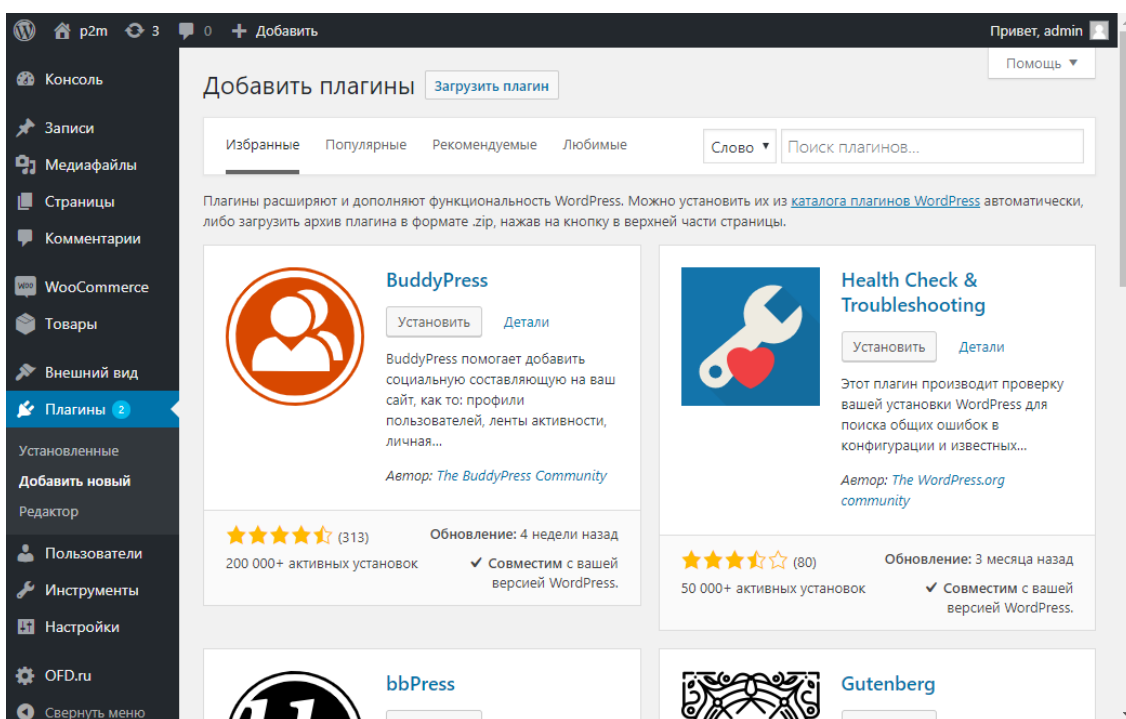 p2m 3 0 + Добавить Привет, admin
Помощь ▼
Консоль
Записи
Медиафайлы
Страницы
Комментарии
WooCommerce
Товары
Внешний вид
Плагины 2
Установленные
Добавить новый
Редактор
Пользователи
Инструменты
Настройки
OFD.ru
Свернуть меню
Добавить плагины Загрузить плагин
Избранные Популярные Рекомендуемые Любимые Слово ▼ Поиск плагинов...
Плагины расширяют и дополняют функциональность WordPress. Можно установить их из каталога плагинов WordPress автоматически,
либо загрузить архив плагина в формате .zip, нажав на кнопку в верхней части страницы.
BuddyPress
Установить Детали
BuddyPress помогает добавить
социальную составляющую на ваш
сайт, как то: профили
пользователей, ленты активности,
личная...
Автор: The BuddyPress Community
(313)
200 000+ активных установок
Обновление: 4 недели назад
✔ Совместим с вашей
версией WordPress.
Health Check &
Troubleshooting
Установить Детали
Этот плагин производит проверку
вашей установки WordPress для
поиска общих ошибок в
конфигурации и известных...
Автор: The WordPress.org
community
(80)
50 000+ активных установок
Обновление: 3 месяца назад
✔ Совместим с вашей
версией WordPress.
bbPress
Gutenberg